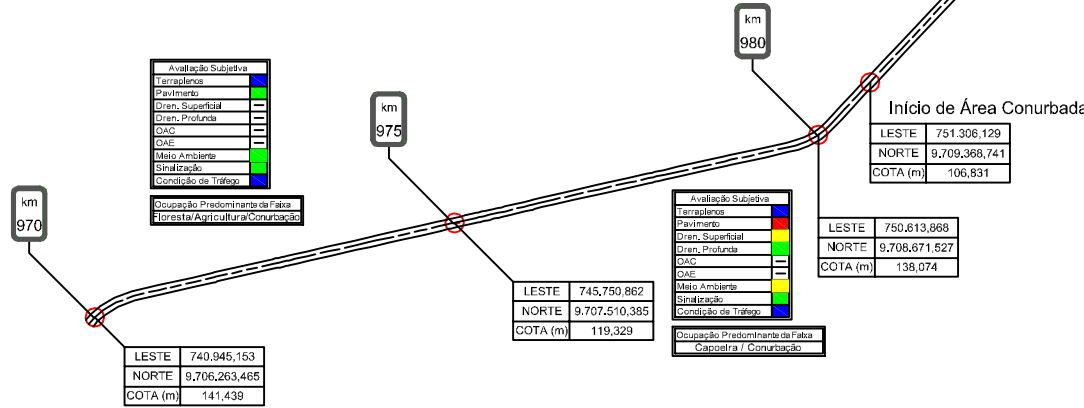 km
980
Avaliação Subjetiva
Terraplenos
Pavimento
Dren. Superficial
Dren. Profunda
OAC
OAE
Meio Ambiente
Sinalização
Condição de Tráfego
Ocupação Predominante da Faixa
Floresta/Agricultura/Conurbação
km
975
Início de Área Conurbada
LESTE 751.306,129
NORTE 9.709.368,741
COTA (m) 106,831
km
970
Avaliação Subjetiva
Terraplenos
Pavimento
Dren. Superficial
Dren. Profunda
OAC
OAE
Meio Ambiente
Sinalização
Condição de Tráfego
Ocupação Predominante da Faixa
Capoeira / Conurbação
LESTE 750.613,868
NORTE 9.708.671,527
COTA (m) 138,074
LESTE 745.750,862
NORTE 9.707.510,385
COTA (m) 119,329
LESTE 740.945,153
NORTE 9.706.263,465
COTA (m) 141,439